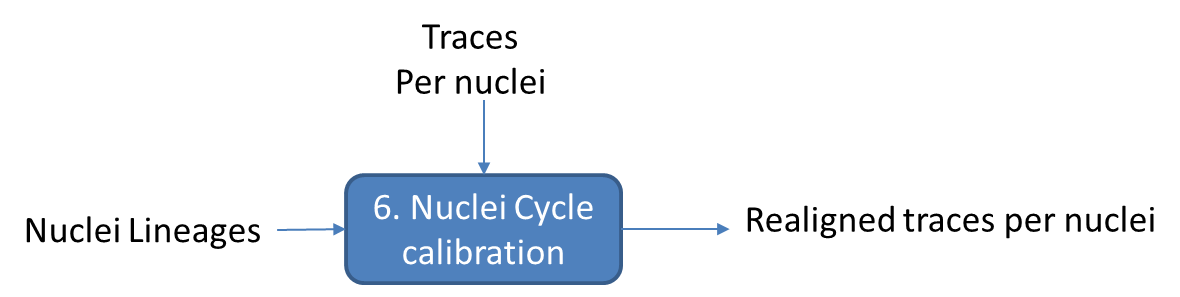 Traces
Per nuclei
6. Nuclei Cycle
calibration
Nuclei Lineages
Realigned traces per nuclei